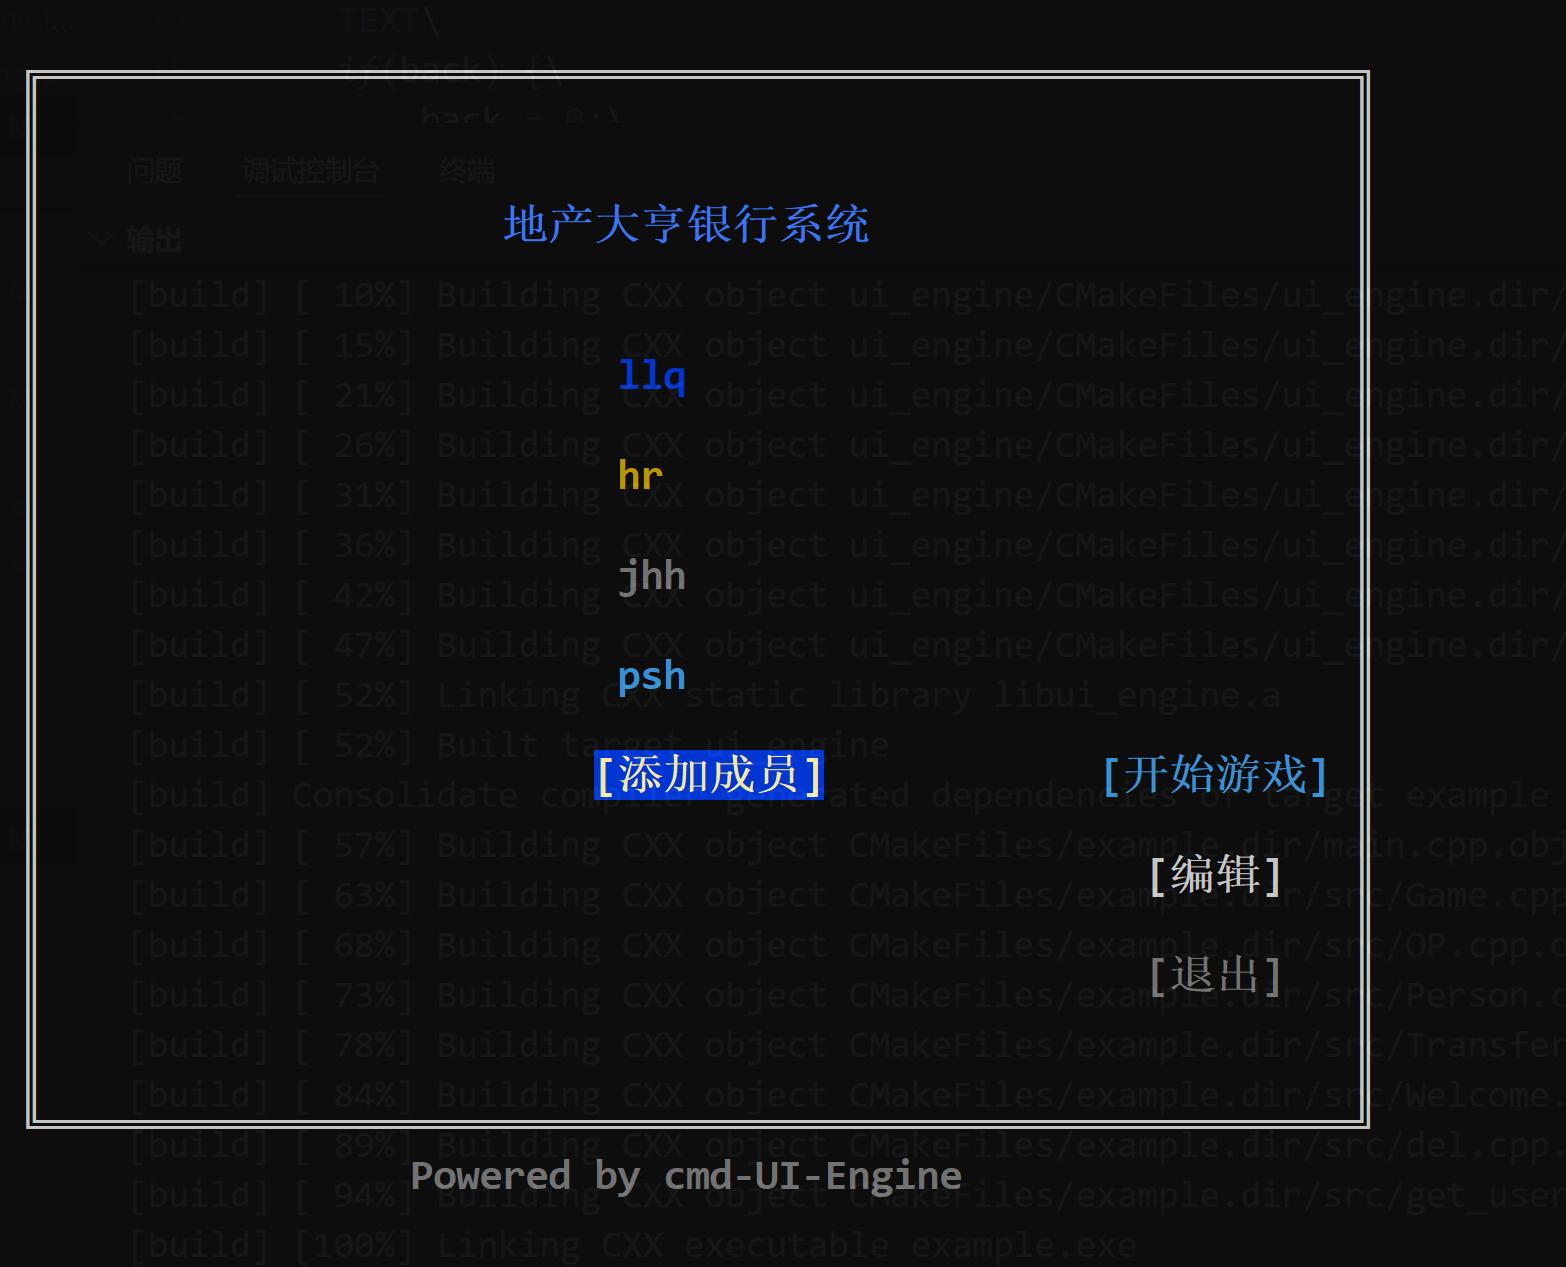 TEXT\
if(back) {\
back = 0;\
问题 调试控制台 终端
地产大亨银行系统
输出
[build] [ 10%] Building CXX object ui_engine/CMakeFiles/ui_engine.dir/
[build] [ 15%] Building CXX object ui_engine/CMakeFiles/ui_engine.dir/
llq
[build] [ 21%] Building CXX object ui_engine/CMakeFiles/ui_engine.dir/
[build] [ 26%] Building CXX object ui_engine/CMakeFiles/ui_engine.dir/
hr
[build] [ 31%] Building CXX object ui_engine/CMakeFiles/ui_engine.dir/
[build] [ 36%] Building CXX object ui_engine/CMakeFiles/ui_engine.dir/
jhh
[build] [ 42%] Building CXX object ui_engine/CMakeFiles/ui_engine.dir/
[build] [ 47%] Building CXX object ui_engine/CMakeFiles/ui_engine.dir/
psh
[build] [ 52%] Linking CXX static library libui_engine.a
[build] [ 52%] Built target ui_engine
[添加成员] [开始游戏]
[build] Consolidate compiler generated dependencies of target example
[build] [ 57%] Building CXX object CMakeFiles/example.dir/main.cpp.obj
[编辑]
[build] [ 63%] Building CXX object CMakeFiles/example.dir/src/Game.cpp
[build] [ 68%] Building CXX object CMakeFiles/example.dir/src/OP.cpp.o
[退出]
[build] [ 73%] Building CXX object CMakeFiles/example.dir/src/Person.c
[build] [ 78%] Building CXX object CMakeFiles/example.dir/src/Transfer
[build] [ 84%] Building CXX object CMakeFiles/example.dir/src/Welcome.
[build] [ 89%] Building CXX object CMakeFiles/example.dir/src/del.cpp.
Powered by cmd-UI-Engine
[build] [ 94%] Building CXX object CMakeFiles/example.dir/src/get_user
[build] [100%] Linking CXX executable example.exe